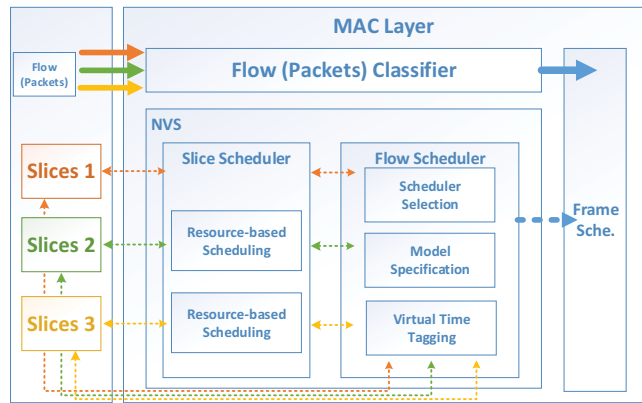 MAC Layer
Flow
(Packets)
Flow (Packets) Classifier
NVS
Slice Scheduler
Flow Scheduler
Slices 1
Scheduler
Selection
Frame
Sche.
Slices 2
Resource-based
Scheduling
Model
Specification
Slices 3
Resource-based
Scheduling
Virtual Time
Tagging